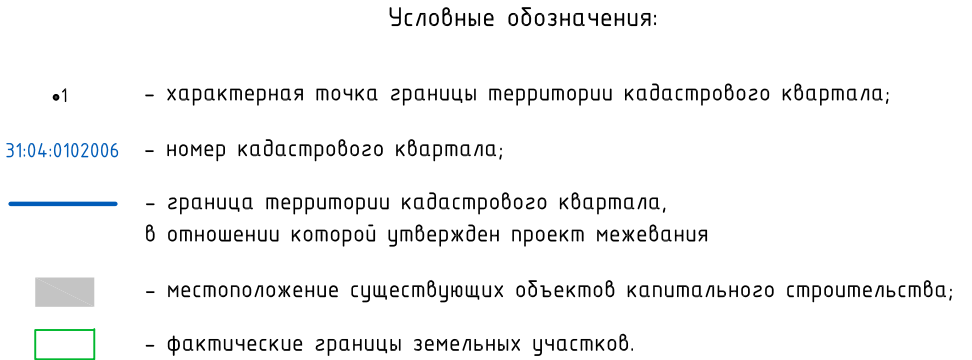 Условные обозначения:
1 – характерная точка границы территории кадастрового квартала;
31:04:0102006 – номер кадастрового квартала;
– граница территории кадастрового квартала,
в отношении которой утвержден проект межевания
– местоположение существующих объектов капитального строительства;
– фактические границы земельных участков.